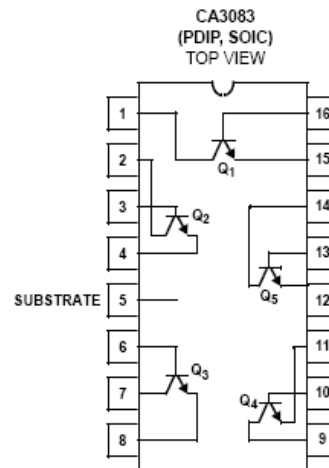 CA3083
(PDIP, SOIC)
TOP VIEW
1
16
2
Q1
15
3
Q2
14
4
13
SUBSTRATE
5
Q5
12
6
Q3
11
7
Q4
10
8
9